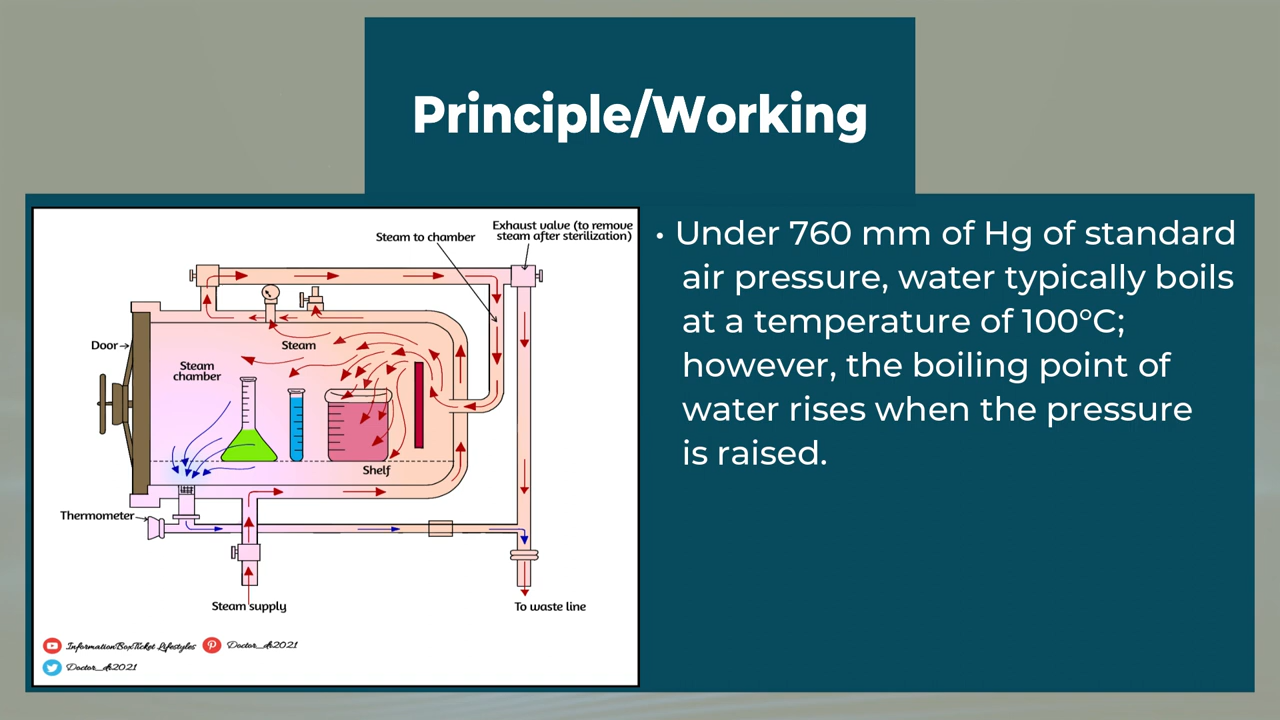 Principle/Working
Steam to chamber
Exhaust valve (to remove
steam after sterilization)
Door
Steam
chamber
Steam
Shelf
Thermometer
Steam supply
To waste line
InformationBoxTicket Lifestyles
Doctor_dr2021
Doctor_dr2021
• Under 760 mm of Hg of standard
air pressure, water typically boils
at a temperature of 100°C;
however, the boiling point of
water rises when the pressure
is raised.